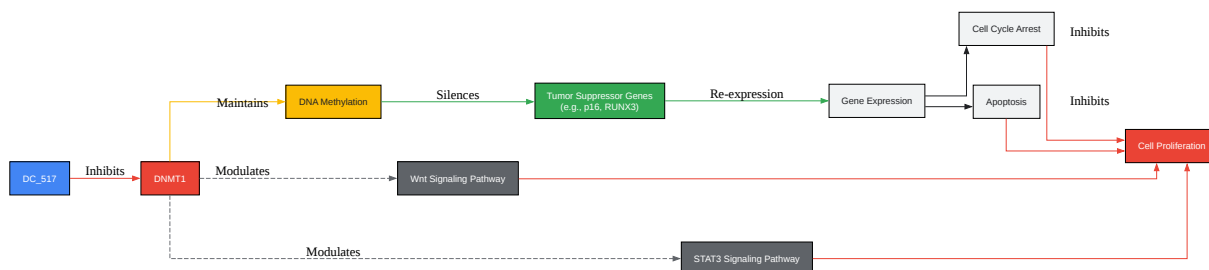 Cell Cycle Arrest
Inhibits
Maintains
DNA Methylation
Silences
Tumor Suppressor Genes
(e.g., p16, RUNX3)
Re-expression
Gene Expression
Apoptosis
Inhibits
Cell Proliferation
DC_517
Inhibits
DNMT1
Modulates
Wnt Signaling Pathway
Modulates
STAT3 Signaling Pathway